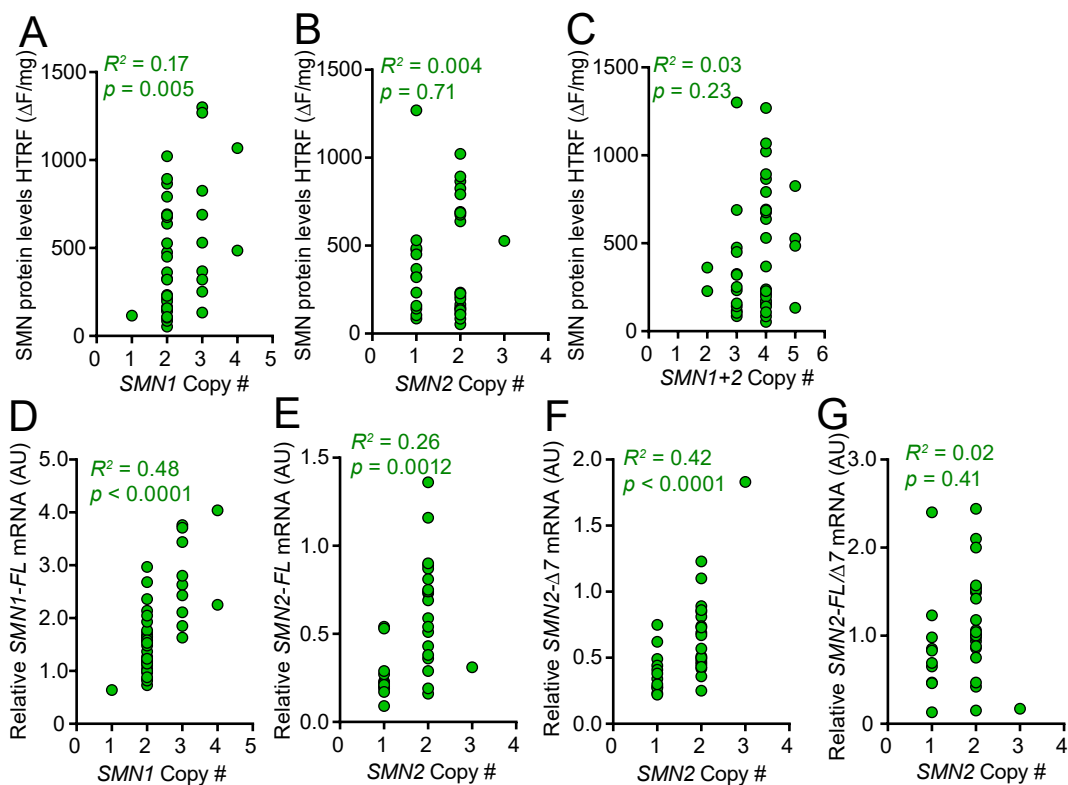 A
R² = 0.17
p = 0.005
SMN protein levels HTRF (ΔF/mg)
1500
1000
500
0
0 1 2 3 4 5
SMN1 Copy #
B
R² = 0.004
p = 0.71
SMN protein levels HTRF (ΔF/mg)
1500
1000
500
0
0 1 2 3 4
SMN2 Copy #
C
R² = 0.03
p = 0.23
SMN protein levels HTRF (ΔF/mg)
1500
1000
500
0
0 1 2 3 4 5 6
SMN1+2 Copy #
D
R² = 0.48
p < 0.0001
Relative SMN1-FL mRNA (AU)
5.0
4.0
3.0
2.0
1.0
0
0 1 2 3 4 5
SMN1 Copy #
E
R² = 0.26
p = 0.0012
Relative SMN2-FL mRNA (AU)
1.5
1.0
0.5
0.0
0 1 2 3 4
SMN2 Copy #
F
R² = 0.42
p < 0.0001
Relative SMN2-Δ7 mRNA (AU)
2.0
1.5
1.0
0.5
0.0
0 1 2 3 4
SMN2 Copy #
G
R² = 0.02
p = 0.41
Relative SMN2-FL/Δ7 mRNA (AU)
3.0
2.0
1.0
0
0 1 2 3 4
SMN2 Copy #